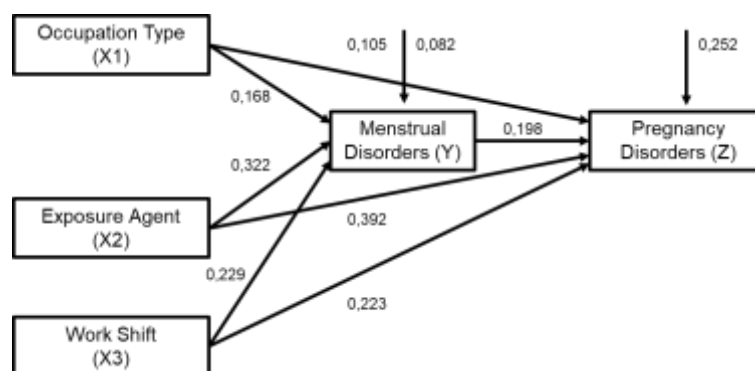 Occupation Type
(X1)
0,105
0,082
0,252
0,168
Menstrual
Disorders (Y)
0,198
Pregnancy
Disorders (Z)
0,322
Exposure Agent
(X2)
0,392
0,229
0,223
Work Shift
(X3)